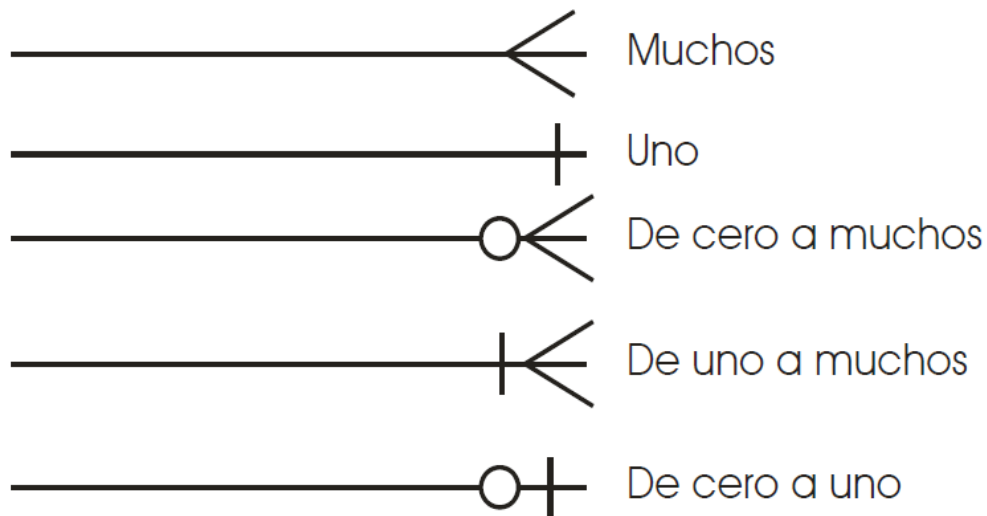 Muchos
Uno
De cero a muchos
De uno a muchos
De cero a uno